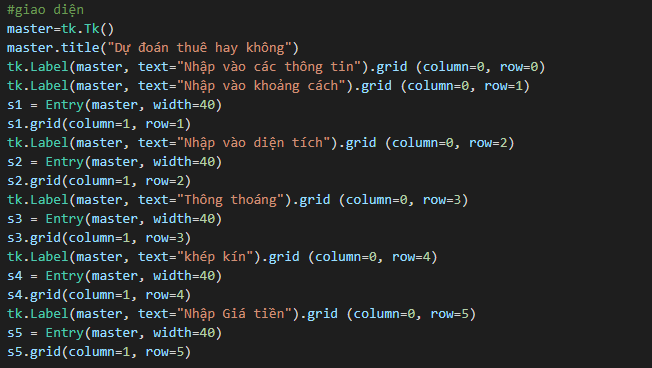 #giao diện
master=tk.Tk()
master.title("Dự đoán thuê hay không")
tk.Label(master, text="Nhập vào các thông tin").grid (column=0, row=0)
tk.Label(master, text="Nhập vào khoảng cách").grid (column=0, row=1)
s1 = Entry(master, width=40)
s1.grid(column=1, row=1)
tk.Label(master, text="Nhập vào diện tích").grid (column=0, row=2)
s2 = Entry(master, width=40)
s2.grid(column=1, row=2)
tk.Label(master, text="Thông thoáng").grid (column=0, row=3)
s3 = Entry(master, width=40)
s3.grid(column=1, row=3)
tk.Label(master, text="khép kín").grid (column=0, row=4)
s4 = Entry(master, width=40)
s4.grid(column=1, row=4)
tk.Label(master, text="Nhập Giá tiền").grid (column=0, row=5)
s5 = Entry(master, width=40)
s5.grid(column=1, row=5)